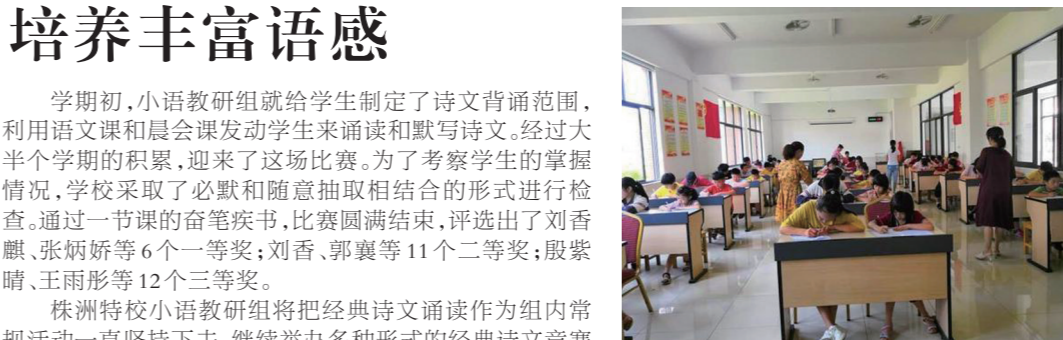 培养丰富语感
学期初,小语教研组就给学生制定了诗文背诵范围,
利用语文课和晨会课发动学生来诵读和默写诗文。经过大
半个学期的积累,迎来了这场比赛。为了考察学生的掌握
情况,学校采取了必默和随意抽取相结合的形式进行检
查。通过一节课的奋笔疾书,比赛圆满结束,评选出了刘香
麒、张炳娇等6个一等奖;刘香、郭襄等11个二等奖;殷紫
晴、王雨彤等12个三等奖。
株洲特校小语教研组将把经典诗文诵读作为组内常